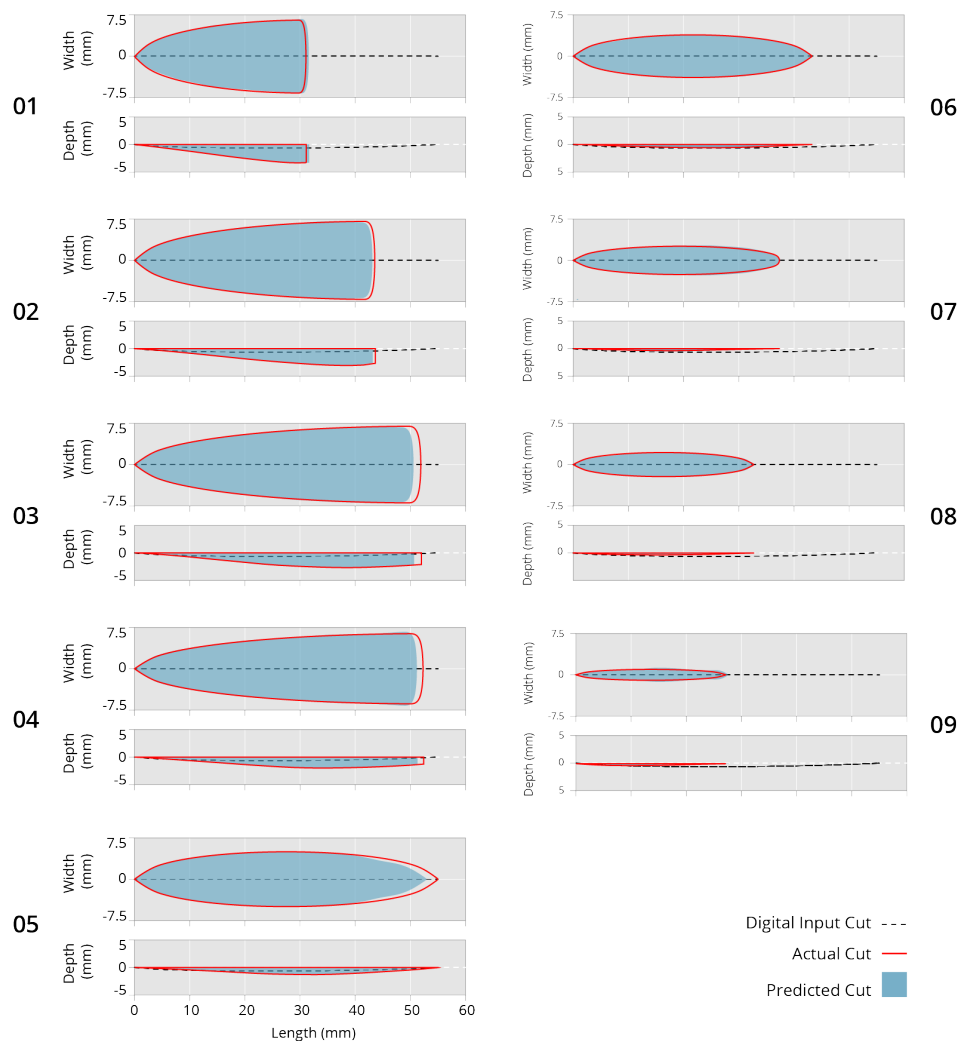 7.5
0
-7.5
Width
(mm)
01
5
0
-5
Depth
(mm)
7.5
0
-7.5
Width
(mm)
02
5
0
-5
Depth
(mm)
7.5
0
-7.5
Width
(mm)
03
5
0
-5
Depth
(mm)
7.5
0
-7.5
Width
(mm)
04
5
0
-5
Depth
(mm)
7.5
0
-7.5
Width
(mm)
05
5
0
-5
Depth
(mm)
0 10 20 30 40 50 60
Length (mm)
7.5
0
-7.5
Width (mm)
06
5
0
5
Depth (mm)
7.5
0
-7.5
Width (mm)
07
5
0
5
Depth (mm)
7.5
0
-7.5
Width (mm)
08
5
0
Depth (mm)
7.5
0
-7.5
Width (mm)
09
5
0
5
Depth (mm)
Digital Input Cut
Actual Cut
Predicted Cut